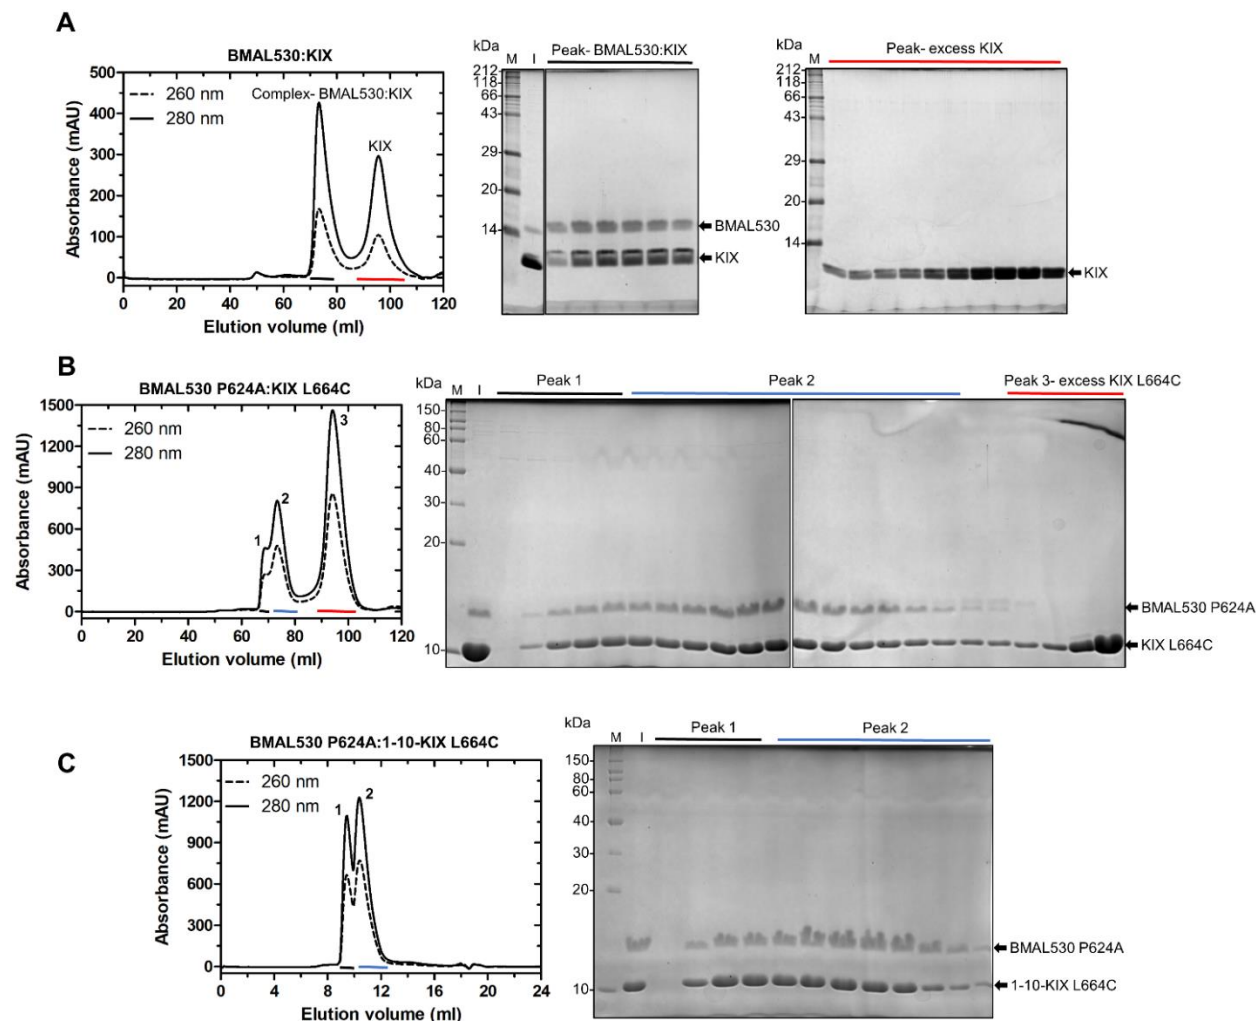 A
BMAL530:KIX
Absorbance (mAU)
500
400
300
200
100
0
260 nm
280 nm
Complex- BMAL530:KIX
KIX
0 20 40 60 80 100 120
Elution volume (ml)
kDa
M I
Peak- BMAL530:KIX
212
118
66
43
29
20
14
BMAL530
KIX
M
Peak- excess KIX
kDa
212
118
66
43
29
20
14
KIX
B
BMAL530 P624A:KIX L664C
Absorbance (mAU)
1500
1200
900
600
300
0
260 nm
280 nm
1
2
3
0 20 40 60 80 100 120
Elution volume (ml)
kDa
M I
Peak 1
Peak 2
Peak 3- excess KIX L664C
150
80
60
40
30
20
10
BMAL530 P624A
KIX L664C
C
BMAL530 P624A:1-10-KIX L664C
Absorbance (mAU)
1500
1200
900
600
300
0
260 nm
280 nm
1
2
0 4 8 12 16 20 24
Elution volume (ml)
kDa
M I
Peak 1
Peak 2
150
80
60
40
30
20
10
BMAL530 P624A
1-10-KIX L664C